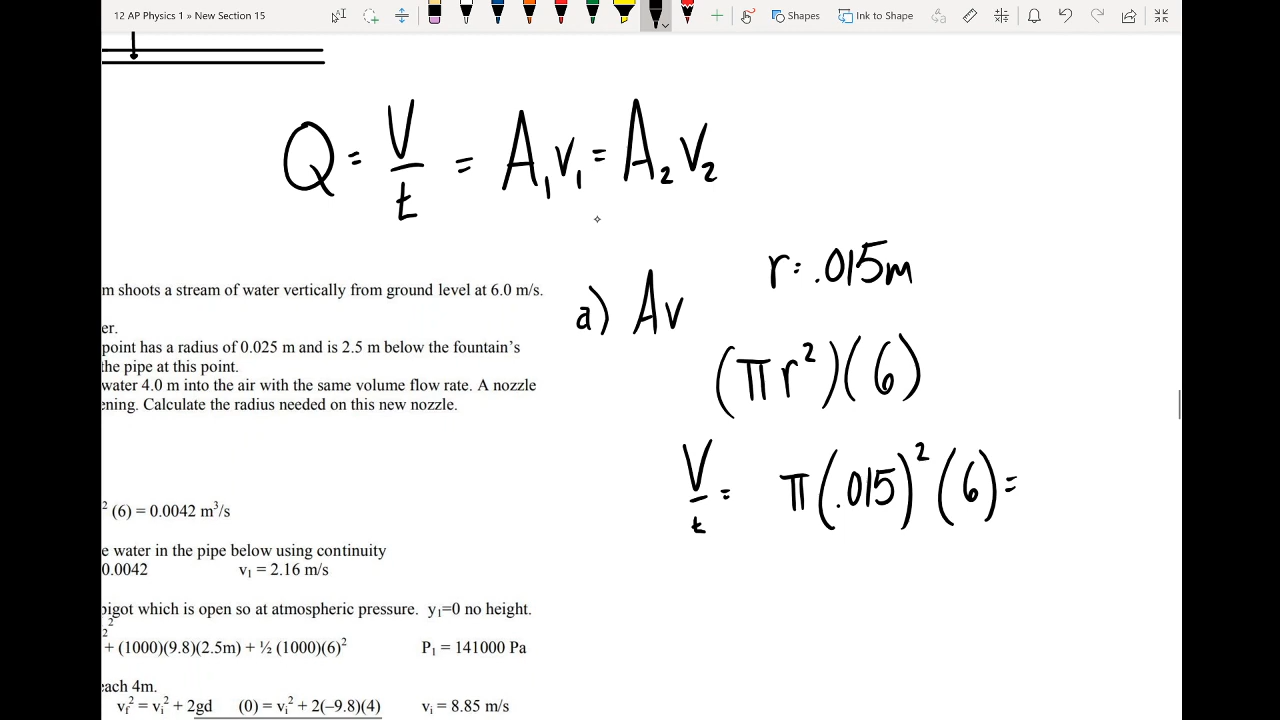 12 AP Physics 1 » New Section 15
Shapes
Ink to Shape
Q = V/t = A₁v₁ = A₂v₂
m shoots a stream of water vertically from ground level at 6.0 m/s.
er.
point has a radius of 0.025 m and is 2.5 m below the fountain’s
the pipe at this point.
water 4.0 m into the air with the same volume flow rate. A nozzle
ening. Calculate the radius needed on this new nozzle.
r = .015m
a) Av
(πr²)(6)
V/t = π(.015)²(6) =
² (6) = 0.0042 m³/s
e water in the pipe below using continuity
0.0042 v₁ = 2.16 m/s
pigot which is open so at atmospheric pressure. y₁=0 no height.
² + (1000)(9.8)(2.5m) + ½ (1000)(6)² P₁ = 141000 Pa
each 4m.
v_f² = v_i² + 2gd (0) = v_i² + 2(–9.8)(4) v_i = 8.85 m/s